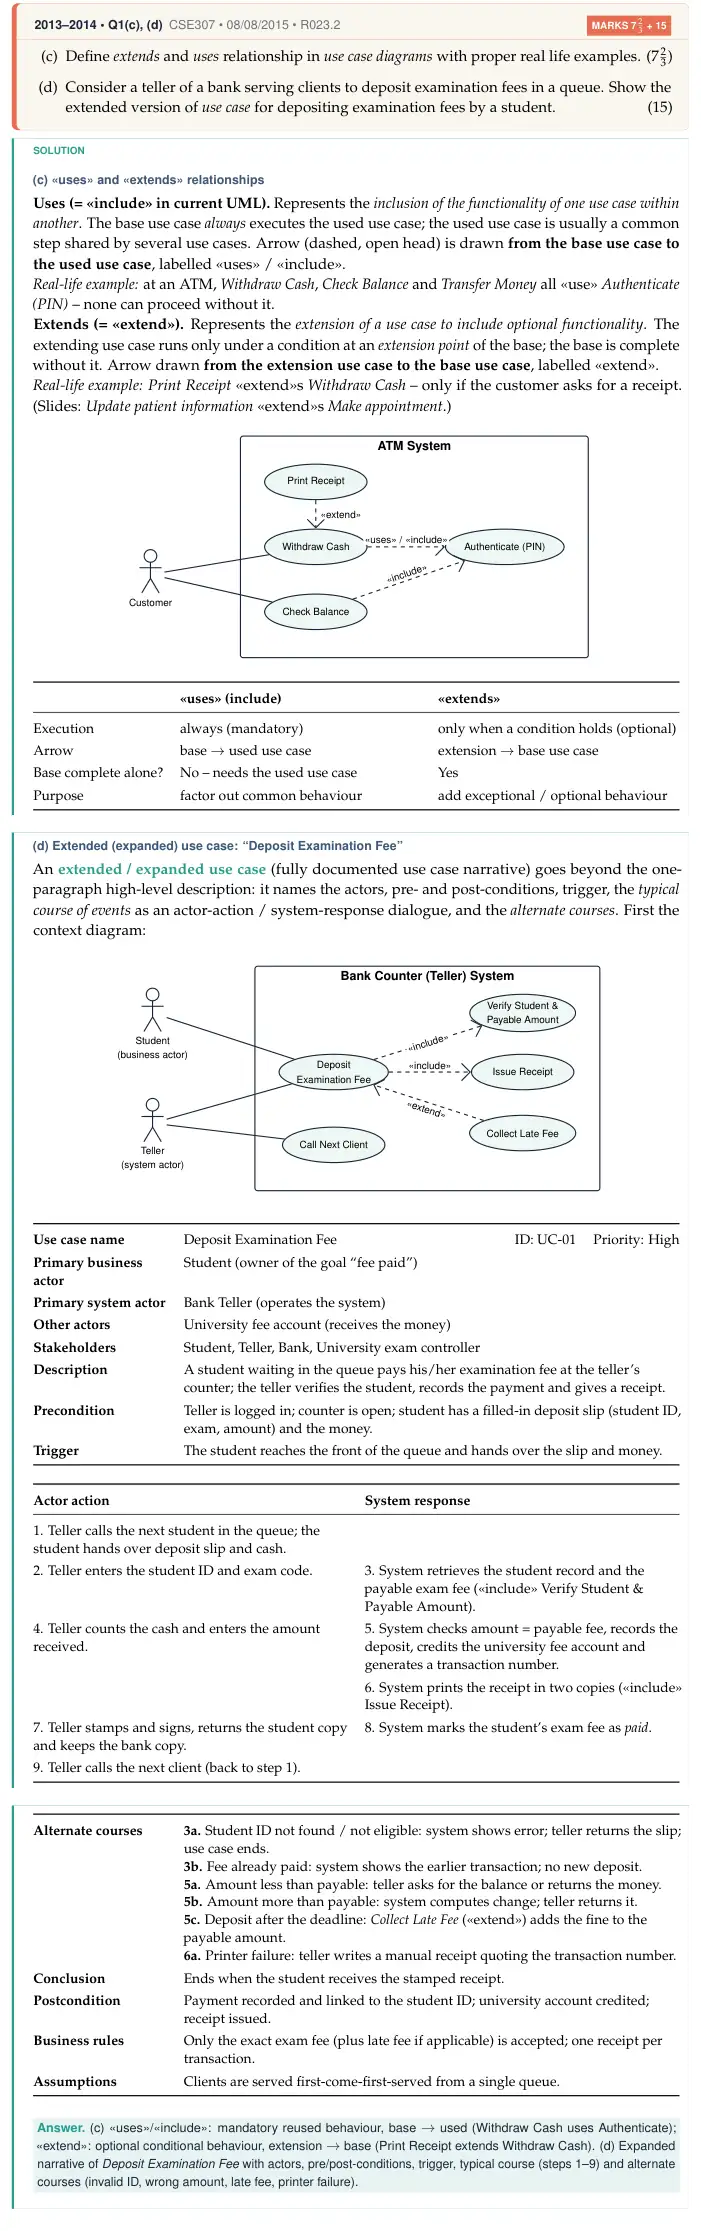 2013–2014 • Q1(c), (d) CSE307 • 08/08/2015 • R023.2
MARKS 7 2/3 + 15
(c) Define extends and uses relationship in use case diagrams with proper real life examples. (7 2/3)
(d) Consider a teller of a bank serving clients to deposit examination fees in a queue. Show the
extended version of use case for depositing examination fees by a student. (15)
SOLUTION
(c) «uses» and «extends» relationships
Uses (= «include» in current UML). Represents the inclusion of the functionality of one use case within
another. The base use case always executes the used use case; the used use case is usually a common
step shared by several use cases. Arrow (dashed, open head) is drawn from the base use case to
the used use case, labelled «uses» / «include».
Real-life example: at an ATM, Withdraw Cash, Check Balance and Transfer Money all «use» Authenticate
(PIN) – none can proceed without it.
Extends (= «extend»). Represents the extension of a use case to include optional functionality. The
extending use case runs only under a condition at an extension point of the base; the base is complete
without it. Arrow drawn from the extension use case to the base use case, labelled «extend».
Real-life example: Print Receipt «extend»s Withdraw Cash – only if the customer asks for a receipt.
(Slides: Update patient information «extend»s Make appointment.)
ATM System
Print Receipt
«extend»
Withdraw Cash
«uses» / «include»
Authenticate (PIN)
«include»
Customer
Check Balance
«uses» (include) «extends»
Execution always (mandatory) only when a condition holds (optional)
Arrow base → used use case extension → base use case
Base complete alone? No – needs the used use case Yes
Purpose factor out common behaviour add exceptional / optional behaviour
(d) Extended (expanded) use case: “Deposit Examination Fee”
An extended / expanded use case (fully documented use case narrative) goes beyond the one-
paragraph high-level description: it names the actors, pre- and post-conditions, trigger, the typical
course of events as an actor-action / system-response dialogue, and the alternate courses. First the
context diagram:
Bank Counter (Teller) System
Verify Student &
Payable Amount
Student
(business actor)
«include»
Deposit
Examination Fee
«include»
Issue Receipt
«extend»
Collect Late Fee
Call Next Client
Teller
(system actor)
Use case name Deposit Examination Fee ID: UC-01 Priority: High
Primary business Student (owner of the goal “fee paid”)
actor
Primary system actor Bank Teller (operates the system)
Other actors University fee account (receives the money)
Stakeholders Student, Teller, Bank, University exam controller
Description A student waiting in the queue pays his/her examination fee at the teller’s
counter; the teller verifies the student, records the payment and gives a receipt.
Precondition Teller is logged in; counter is open; student has a filled-in deposit slip (student ID,
exam, amount) and the money.
Trigger The student reaches the front of the queue and hands over the slip and money.
Actor action System response
1. Teller calls the next student in the queue; the
student hands over deposit slip and cash.
2. Teller enters the student ID and exam code. 3. System retrieves the student record and the
payable exam fee («include» Verify Student &
Payable Amount).
4. Teller counts the cash and enters the amount 5. System checks amount = payable fee, records the
received. deposit, credits the university fee account and
generates a transaction number.
6. System prints the receipt in two copies («include»
Issue Receipt).
7. Teller stamps and signs, returns the student copy 8. System marks the student’s exam fee as paid.
and keeps the bank copy.
9. Teller calls the next client (back to step 1).
Alternate courses 3a. Student ID not found / not eligible: system shows error; teller returns the slip;
use case ends.
3b. Fee already paid: system shows the earlier transaction; no new deposit.
5a. Amount less than payable: teller asks for the balance or returns the money.
5b. Amount more than payable: system computes change; teller returns it.
5c. Deposit after the deadline: Collect Late Fee («extend») adds the fine to the
payable amount.
6a. Printer failure: teller writes a manual receipt quoting the transaction number.
Conclusion Ends when the student receives the stamped receipt.
Postcondition Payment recorded and linked to the student ID; university account credited;
receipt issued.
Business rules Only the exact exam fee (plus late fee if applicable) is accepted; one receipt per
transaction.
Assumptions Clients are served first-come-first-served from a single queue.
Answer. (c) «uses»/«include»: mandatory reused behaviour, base → used (Withdraw Cash uses Authenticate);
«extend»: optional conditional behaviour, extension → base (Print Receipt extends Withdraw Cash). (d) Expanded
narrative of Deposit Examination Fee with actors, pre/post-conditions, trigger, typical course (steps 1–9) and alternate
courses (invalid ID, wrong amount, late fee, printer failure).